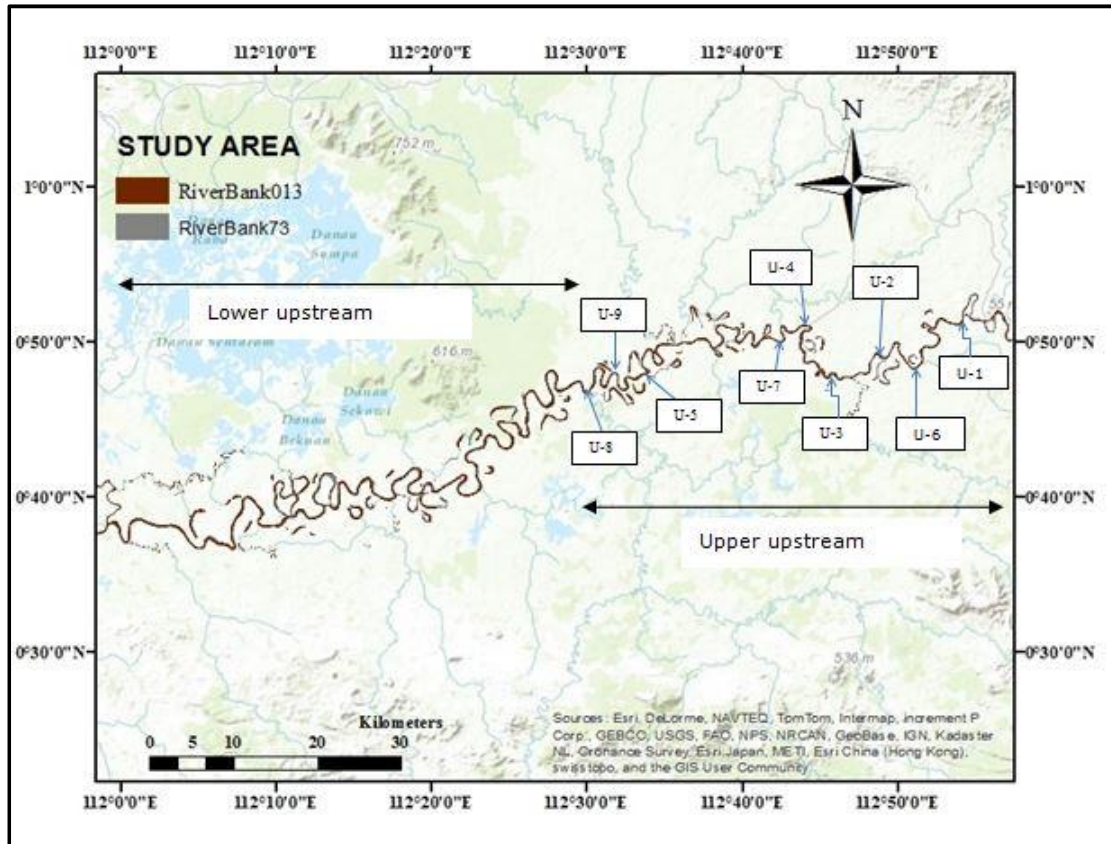 112°0'0"E 112°10'0"E 112°20'0"E 112°30'0"E 112°40'0"E 112°50'0"E
STUDY AREA
RiverBank013
RiverBank73
752 m
N
1°0'0"N
1°0'0"N
Danau
Sumpa
Lower upstream
U-4
U-2
U-9
0°50'0"N
0°50'0"N
Danau Sentarum
616 m
U-1
U-7
U-5
U-3
U-6
U-8
Danau
Sekawi
Danau
Bekuan
0°40'0"N
0°40'0"N
Upper upstream
0°30'0"N
0°30'0"N
536 m
Kilometers
0 5 10 20 30
Sources: Esri, DeLorme, NAVTEQ, TomTom, Intermap, increment P
Corp., GEBCO, USGS, FAO, NPS, NRCAN, GeoBase, IGN, Kadaster
NL, Ordnance Survey, Esri Japan, METI, Esri China (Hong Kong),
swisstopo, and the GIS User Community
112°0'0"E 112°10'0"E 112°20'0"E 112°30'0"E 112°40'0"E 112°50'0"E